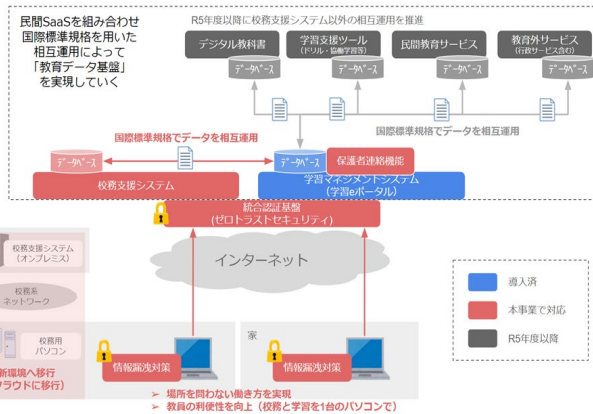 民間SaaSを組み合わせ
国際標準規格を用いた
相互運用によって
「教育データ基盤」
を実現していく
R5年度以降に校務支援システム以外の相互運用を推進
デジタル教科書
学習支援ツール
(ドリル・協働学習等)
民間教育サービス
教育外サービス
(行政サービス含む)
データベース
データベース
データベース
データベース
国際標準規格でデータを相互運用
国際標準規格でデータを相互運用
データベース
データベース
保護者連絡機能
校務支援システム
学習マネジメントシステム
(学習eポータル)
統合認証基盤
(ゼロトラストセキュリティ)
インターネット
校務支援システム
(オンプレミス)
校務系
ネットワーク
校務用
パソコン
新環境へ移行
クラウドに移行)
情報漏洩対策
家
情報漏洩対策
➢ 場所を問わない働き方を実現
➢ 教員の利便性を向上(校務と学習を1台のパソコンで)
導入済
本事業で対応
R5年度以降